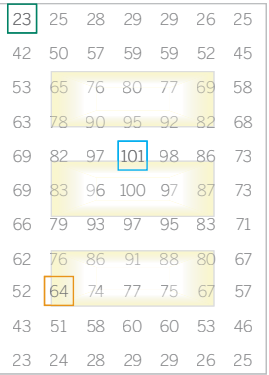 23 25 28 29 29 26 25
42 50 57 59 59 52 45
53 65 76 80 77 69 58
63 78 90 95 92 82 68
69 82 97 101 98 86 73
69 83 96 100 97 87 73
66 79 93 97 95 83 71
62 76 86 91 88 80 67
52 64 74 77 75 67 57
43 51 58 60 60 53 46
23 24 28 29 29 26 25